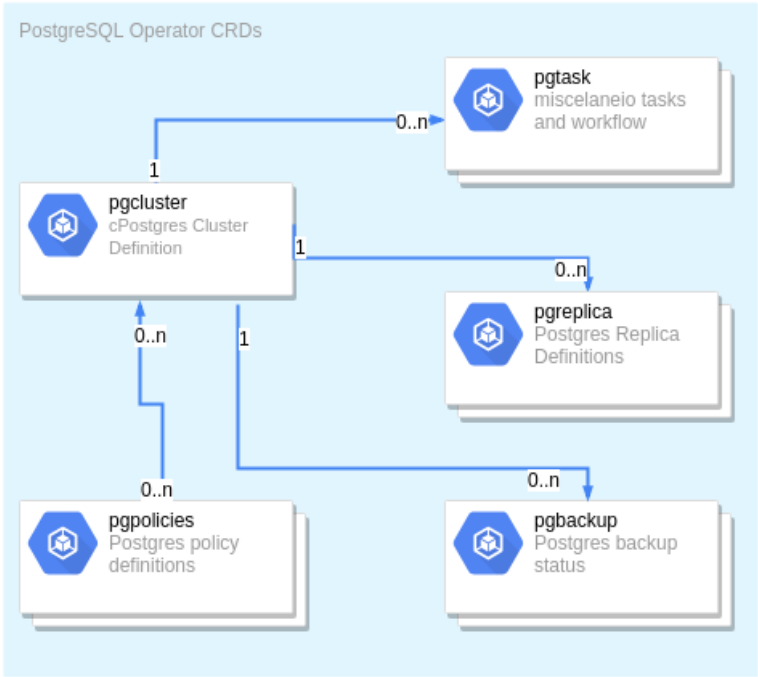 PostgreSQL Operator CRDs
pgtask
miscelaneio tasks
and workflow
0..n
1
pgcluster
cPostgres Cluster
Definition
1
0..n
pgreplica
Postgres Replica
Definitions
0..n
1
0..n
0..n
pgpolicies
Postgres policy
definitions
pgbackup
Postgres backup
status